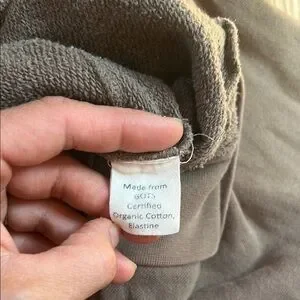 Made from
GOTS
Certified
Organic Cotton,
Elastine